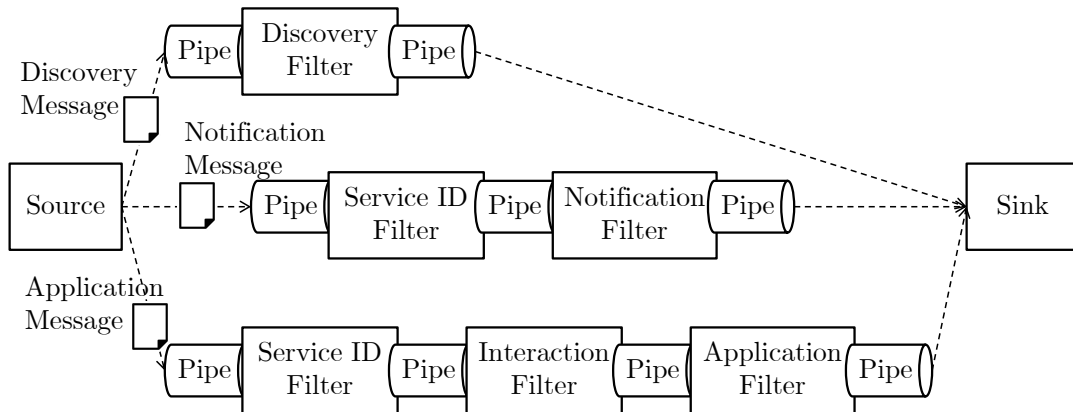 Discovery
Message
Pipe
Discovery
Filter
Pipe
Notification
Message
Source
Pipe
Service ID
Filter
Pipe
Notification
Filter
Pipe
Sink
Application
Message
Pipe
Service ID
Filter
Pipe
Interaction
Filter
Pipe
Application
Filter
Pipe